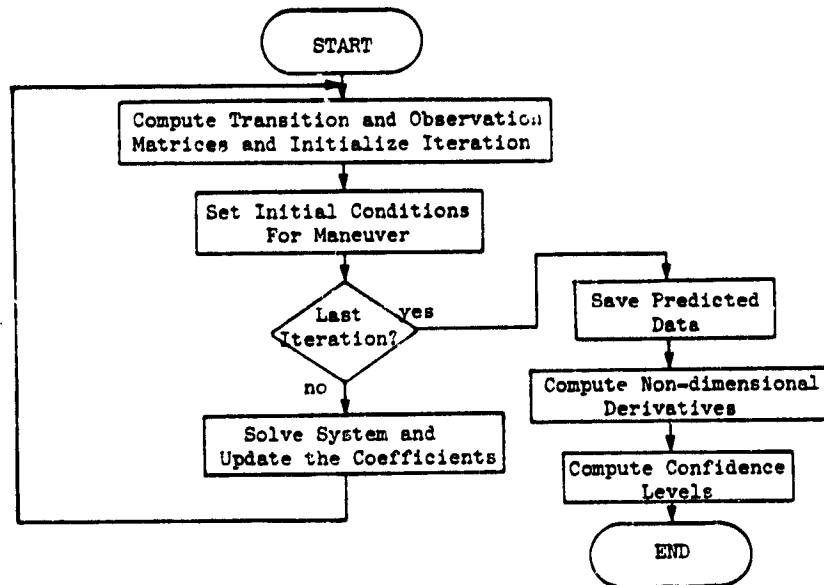 START
Compute Transition and Observation
Matrices and Initialize Iteration
Set Initial Conditions
For Maneuver
Last
Iteration?
yes
no
Solve System and
Update the Coefficients
Save Predicted
Data
Compute Non-dimensional
Derivatives
Compute Confidence
Levels
END